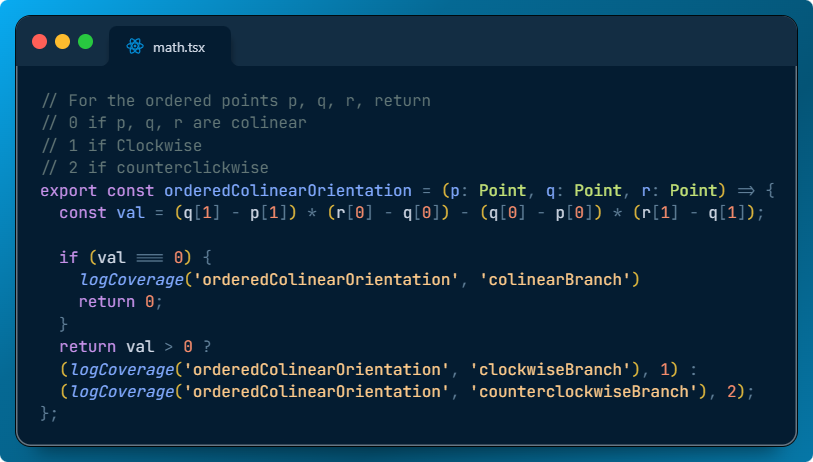 math.tsx
// For the ordered points p, q, r, return
// 0 if p, q, r are colinear
// 1 if Clockwise
// 2 if counterclickwise
export const orderedColinearOrientation = (p: Point, q: Point, r: Point) => {
  const val = (q[1] - p[1]) * (r[0] - q[0]) - (q[0] - p[0]) * (r[1] - q[1]);
  if (val === 0) {
    logCoverage('orderedColinearOrientation', 'colinearBranch')
    return 0;
  }
  return val > 0 ?
  (logCoverage('orderedColinearOrientation', 'clockwiseBranch'), 1) :
  (logCoverage('orderedColinearOrientation', 'counterclockwiseBranch'), 2);
};